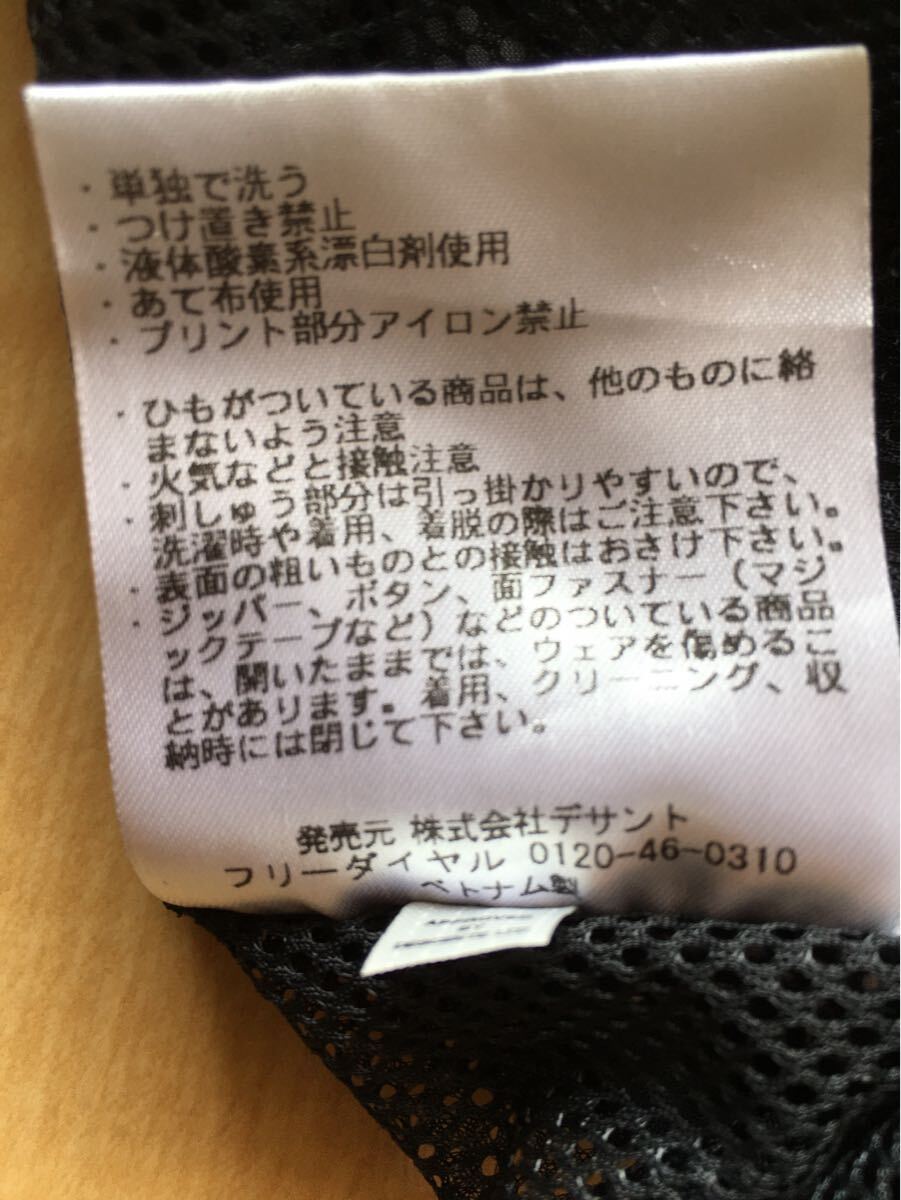 ・単独で洗う
・つけ置き禁止
・液体酸素系漂白剤使用
・あて布使用
・プリント部分アイロン禁止
・ひもがついている商品は、他のものに絡
まないよう注意
・火気などと接触注意
・刺しゅう部分は引っ掛かりやすいので、
洗濯時や着用、着脱の際はご注意下さい。
・表面の粗いものとの接触はおさけ下さい。
・ジッパー、ボタン、面ファスナー(マジ
ックテープなど)などのついている商品
は、開いたままでは、ウェアを傷めるこ
とがあります。着用、クリーニング、収
納時には閉じて下さい。
発売元 株式会社デサント
フリーダイヤル 0120-46-0310
ベトナム製